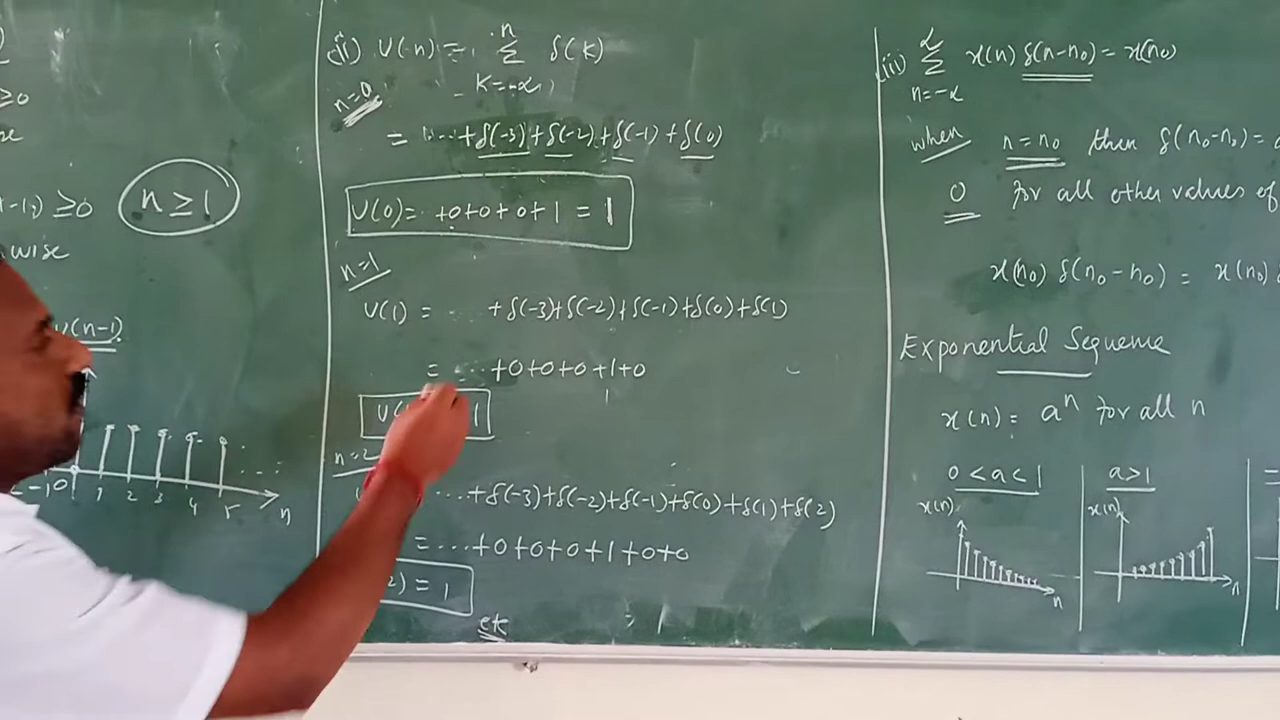 ≥0
n ≥ 1
-1) ≥0
wise
u(n-1)
-1 0 1 2 3 4 5 n
(ii) U(n) = n Σ δ(k)
K=-∞
n=0
= ... + δ(-3) + δ(-2) + δ(-1) + δ(0)
U(0) = .. +0+0+0+1 = 1
n=1
U(1) = ... + δ(-3)+δ(-2)+δ(-1)+δ(0)+δ(1)
= ... +0+0+0+1+0
U( 1
n=2
...+δ(-3)+δ(-2)+δ(-1)+δ(0)+δ(1)+δ(2)
= ....+0+0+0+1+0+0
2) = 1
etc
(iii) ∞ Σ x(n) δ(n-n0) = x(n0)
n=-∞
when n = n0 then δ(n0-n0) =
0 for all other values of
x(n0) δ(n0-n0) = x(n0)
Exponential Sequence
x(n) = aⁿ for all n
0 < a < 1
a>1
x(n)
n
x(n)
n